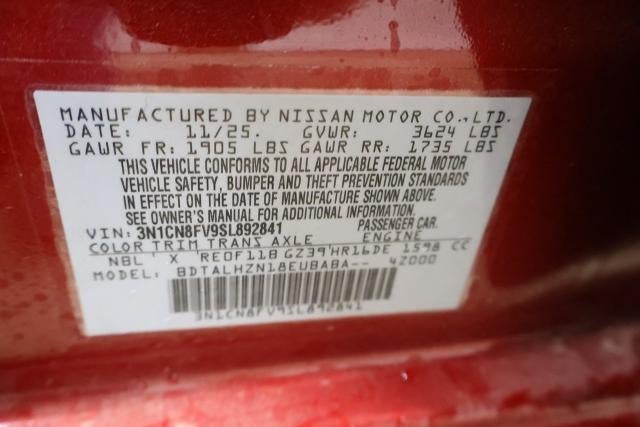 MANUFACTURED BY NISSAN MOTOR CO.,LTD.
DATE: 11/25. GVWR: 3624 LBS
GAWR FR: 1905 LBS GAWR RR: 1735 LBS
THIS VEHICLE CONFORMS TO ALL APPLICABLE FEDERAL MOTOR
VEHICLE SAFETY, BUMPER AND THEFT PREVENTION STANDARDS
IN EFFECT ON THE DATE OF MANUFACTURE SHOWN ABOVE.
SEE OWNER'S MANUAL FOR ADDITIONAL INFORMATION.
VIN: 3N1CN8FV9SL892841 PASSENGER CAR.
COLOR TRIM TRANS AXLE ENGINE
NBL' X 'RE0F11B GZ39'HR16DE 1598 CC
MODEL: BDTALHZN18EUBABA-- 42000
3N1CN8FV9SL892841